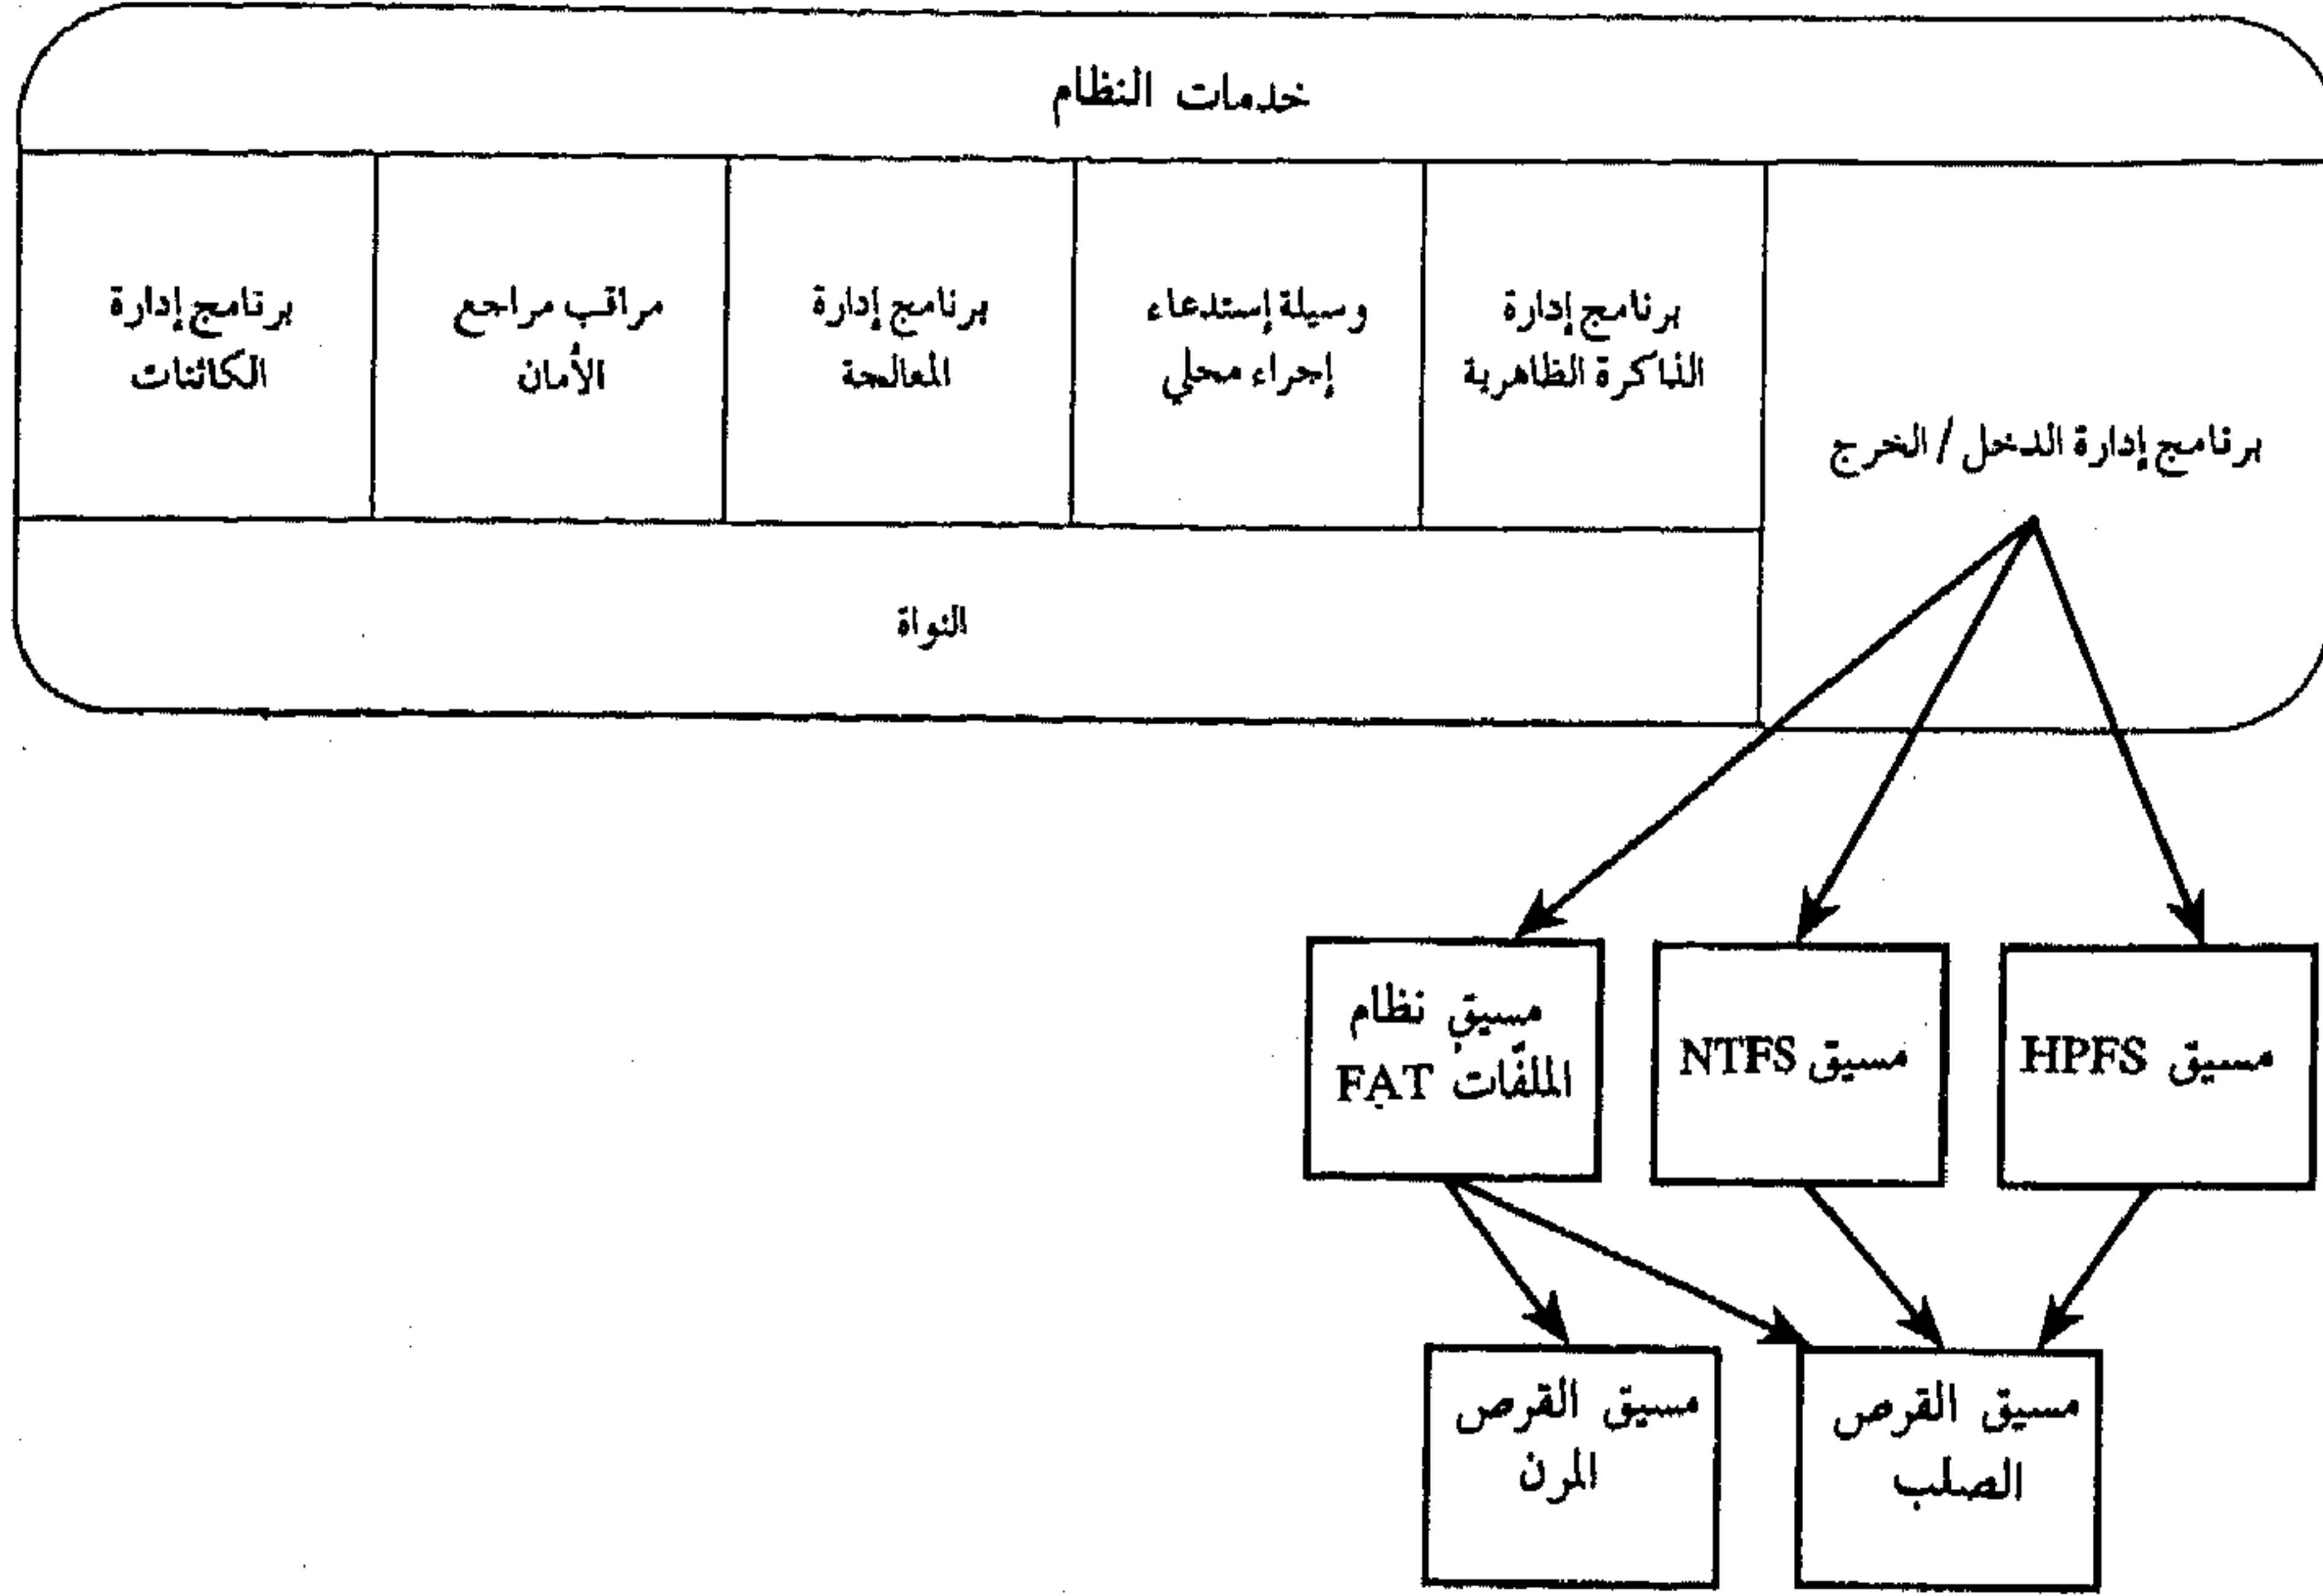 خدمات النظام
برنامج إدارة الدخل / الخرج
برنامج إدارة
الذاكرة الظاهرية
وسيلة إستدعاء
إجراء محلي
برنامج إدارة
المعالجة
مراقب مراجع
الأمان
برنامج إدارة
الكائنات
النواة
مسيق HPFS
مسيق NTFS
مسيق نظام
الملفّات FAT
مسيق القرص
الصلب
مسيق القرص
المرن